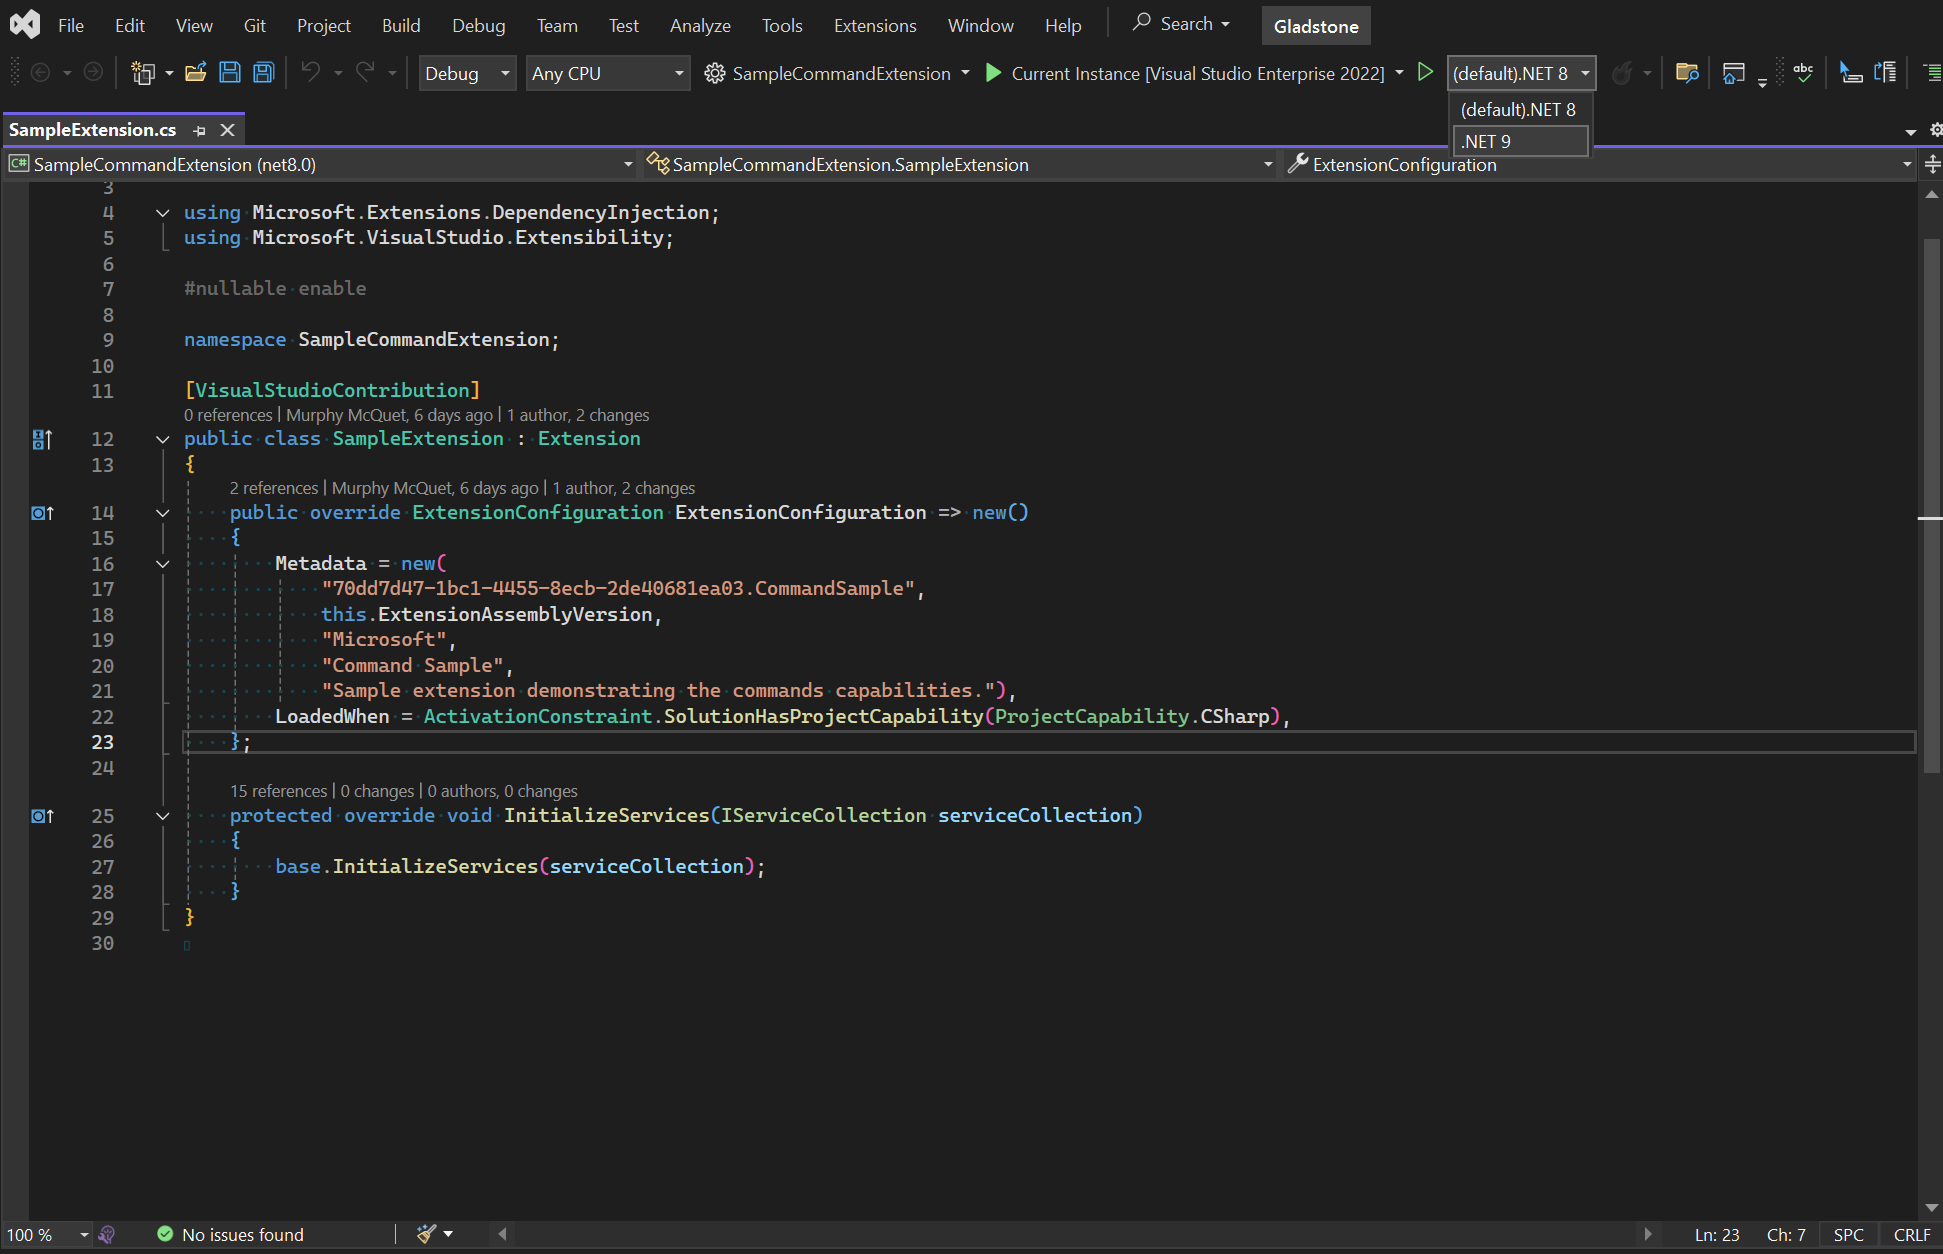 File Edit View Git Project Build Debug Team Test Analyze Tools Extensions Window Help Search Gladstone
Debug Any CPU SampleCommandExtension Current Instance [Visual Studio Enterprise 2022] (default).NET 8 abc
(default).NET 8
.NET 9
SampleExtension.cs
C# SampleCommandExtension (net8.0) SampleCommandExtension.SampleExtension ExtensionConfiguration
3
4 using Microsoft.Extensions.DependencyInjection;
5 using Microsoft.VisualStudio.Extensibility;
6
7 #nullable enable
8
9 namespace SampleCommandExtension;
10
11 [VisualStudioContribution]
0 references | Murphy McQuet, 6 days ago | 1 author, 2 changes
12 public class SampleExtension : Extension
13 {
2 references | Murphy McQuet, 6 days ago | 1 author, 2 changes
14 public override ExtensionConfiguration ExtensionConfiguration => new()
15 {
16 Metadata = new(
17 "70dd7d47-1bc1-4455-8ecb-2de40681ea03.CommandSample",
18 this.ExtensionAssemblyVersion,
19 "Microsoft",
20 "Command Sample",
21 "Sample extension demonstrating the commands capabilities."),
22 LoadedWhen = ActivationConstraint.SolutionHasProjectCapability(ProjectCapability.CSharp),
23 };
24
15 references | 0 changes | 0 authors, 0 changes
25 protected override void InitializeServices(IServiceCollection serviceCollection)
26 {
27 base.InitializeServices(serviceCollection);
28 }
29 }
30
100 % No issues found Ln: 23 Ch: 7 SPC CRLF